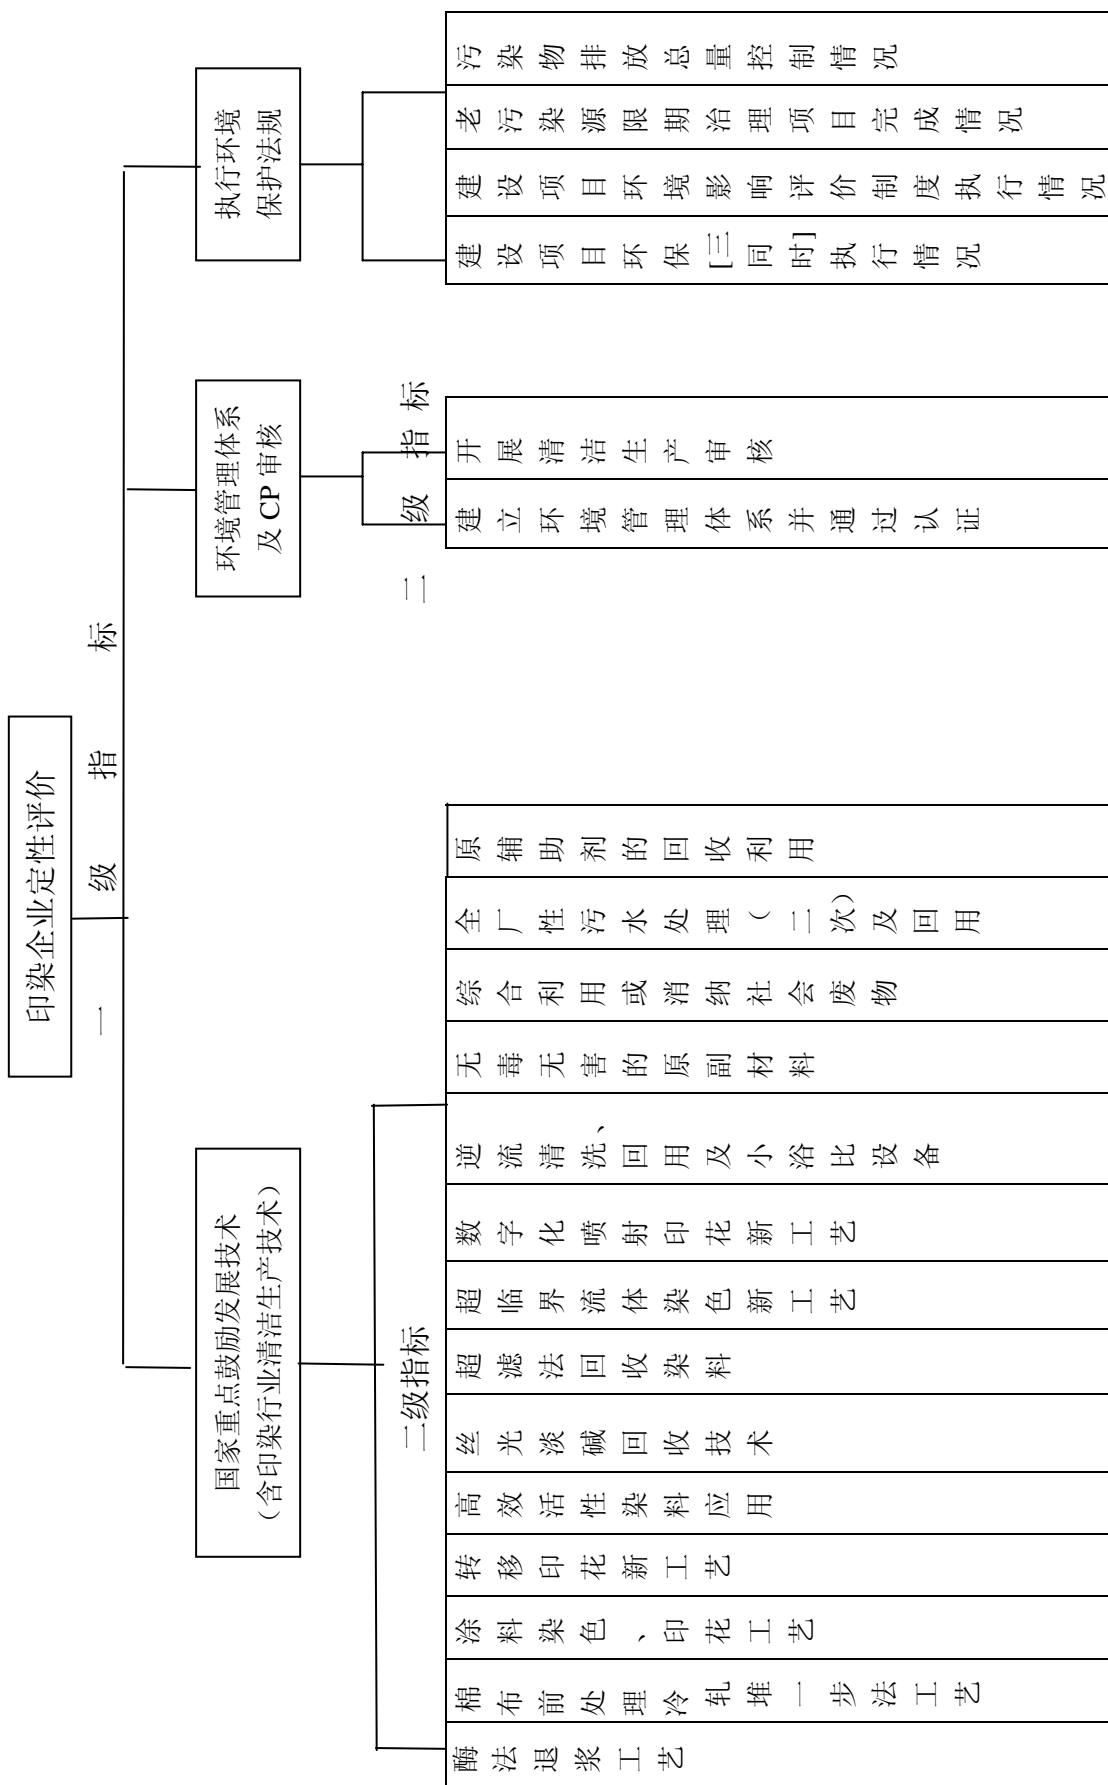 印染企业定性评价
一级指标
国家重点鼓励发展技术
（含印染行业清洁生产技术）
环境管理体系
及 CP 审核
执行环境
保护法规
二级指标
二级指标
酶法退浆工艺
棉布前处理冷轧堆一步法工艺
涂料染色、印花工艺
转移印花新工艺
高效活性染料应用
丝光淡碱回收技术
超滤法回收染料
超临界流体染色新工艺
数字化喷射印花新工艺
逆流清洗、回用及小浴比设备
无毒无害的原副材料
综合利用或消纳社会废物
全厂性污水处理（二次）及回用
原辅助剂的回收利用
建立环境管理体系并通过认证
开展清洁生产审核
建设项目环保[三同时]执行情况
建设项目环境影响评价制度执行情况
老污染源限期治理项目完成情况
污染物排放总量控制情况